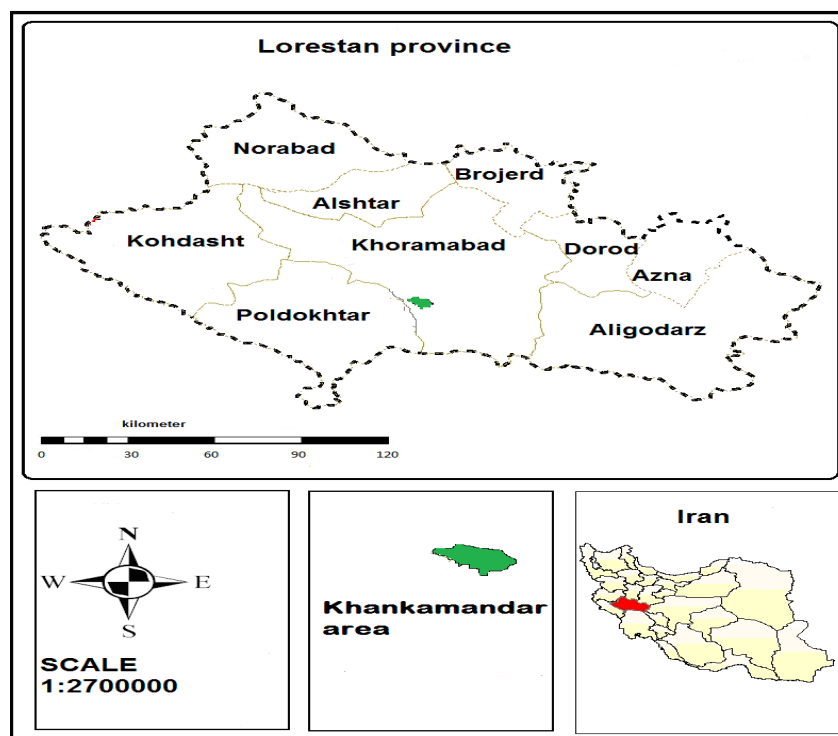 Lorestan province
Norabad
Brojerd
Alshtar
Kohdasht
Khoramabad
Dorod
Azna
Poldokhtar
Aligodarz
kilometer
0 30 60 90 120
N
W E
S
SCALE
1:2700000
Khankamandar
area
Iran